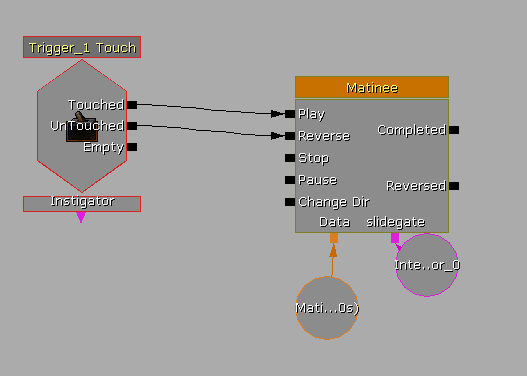 Trigger_1 Touch
Touched
UnTouched
Empty
Instigator
Matinee
Play
Reverse
Stop
Pause
Change Dir
Completed
Reversed
Data
slidegate
Mati...0s)
Inte...or_0